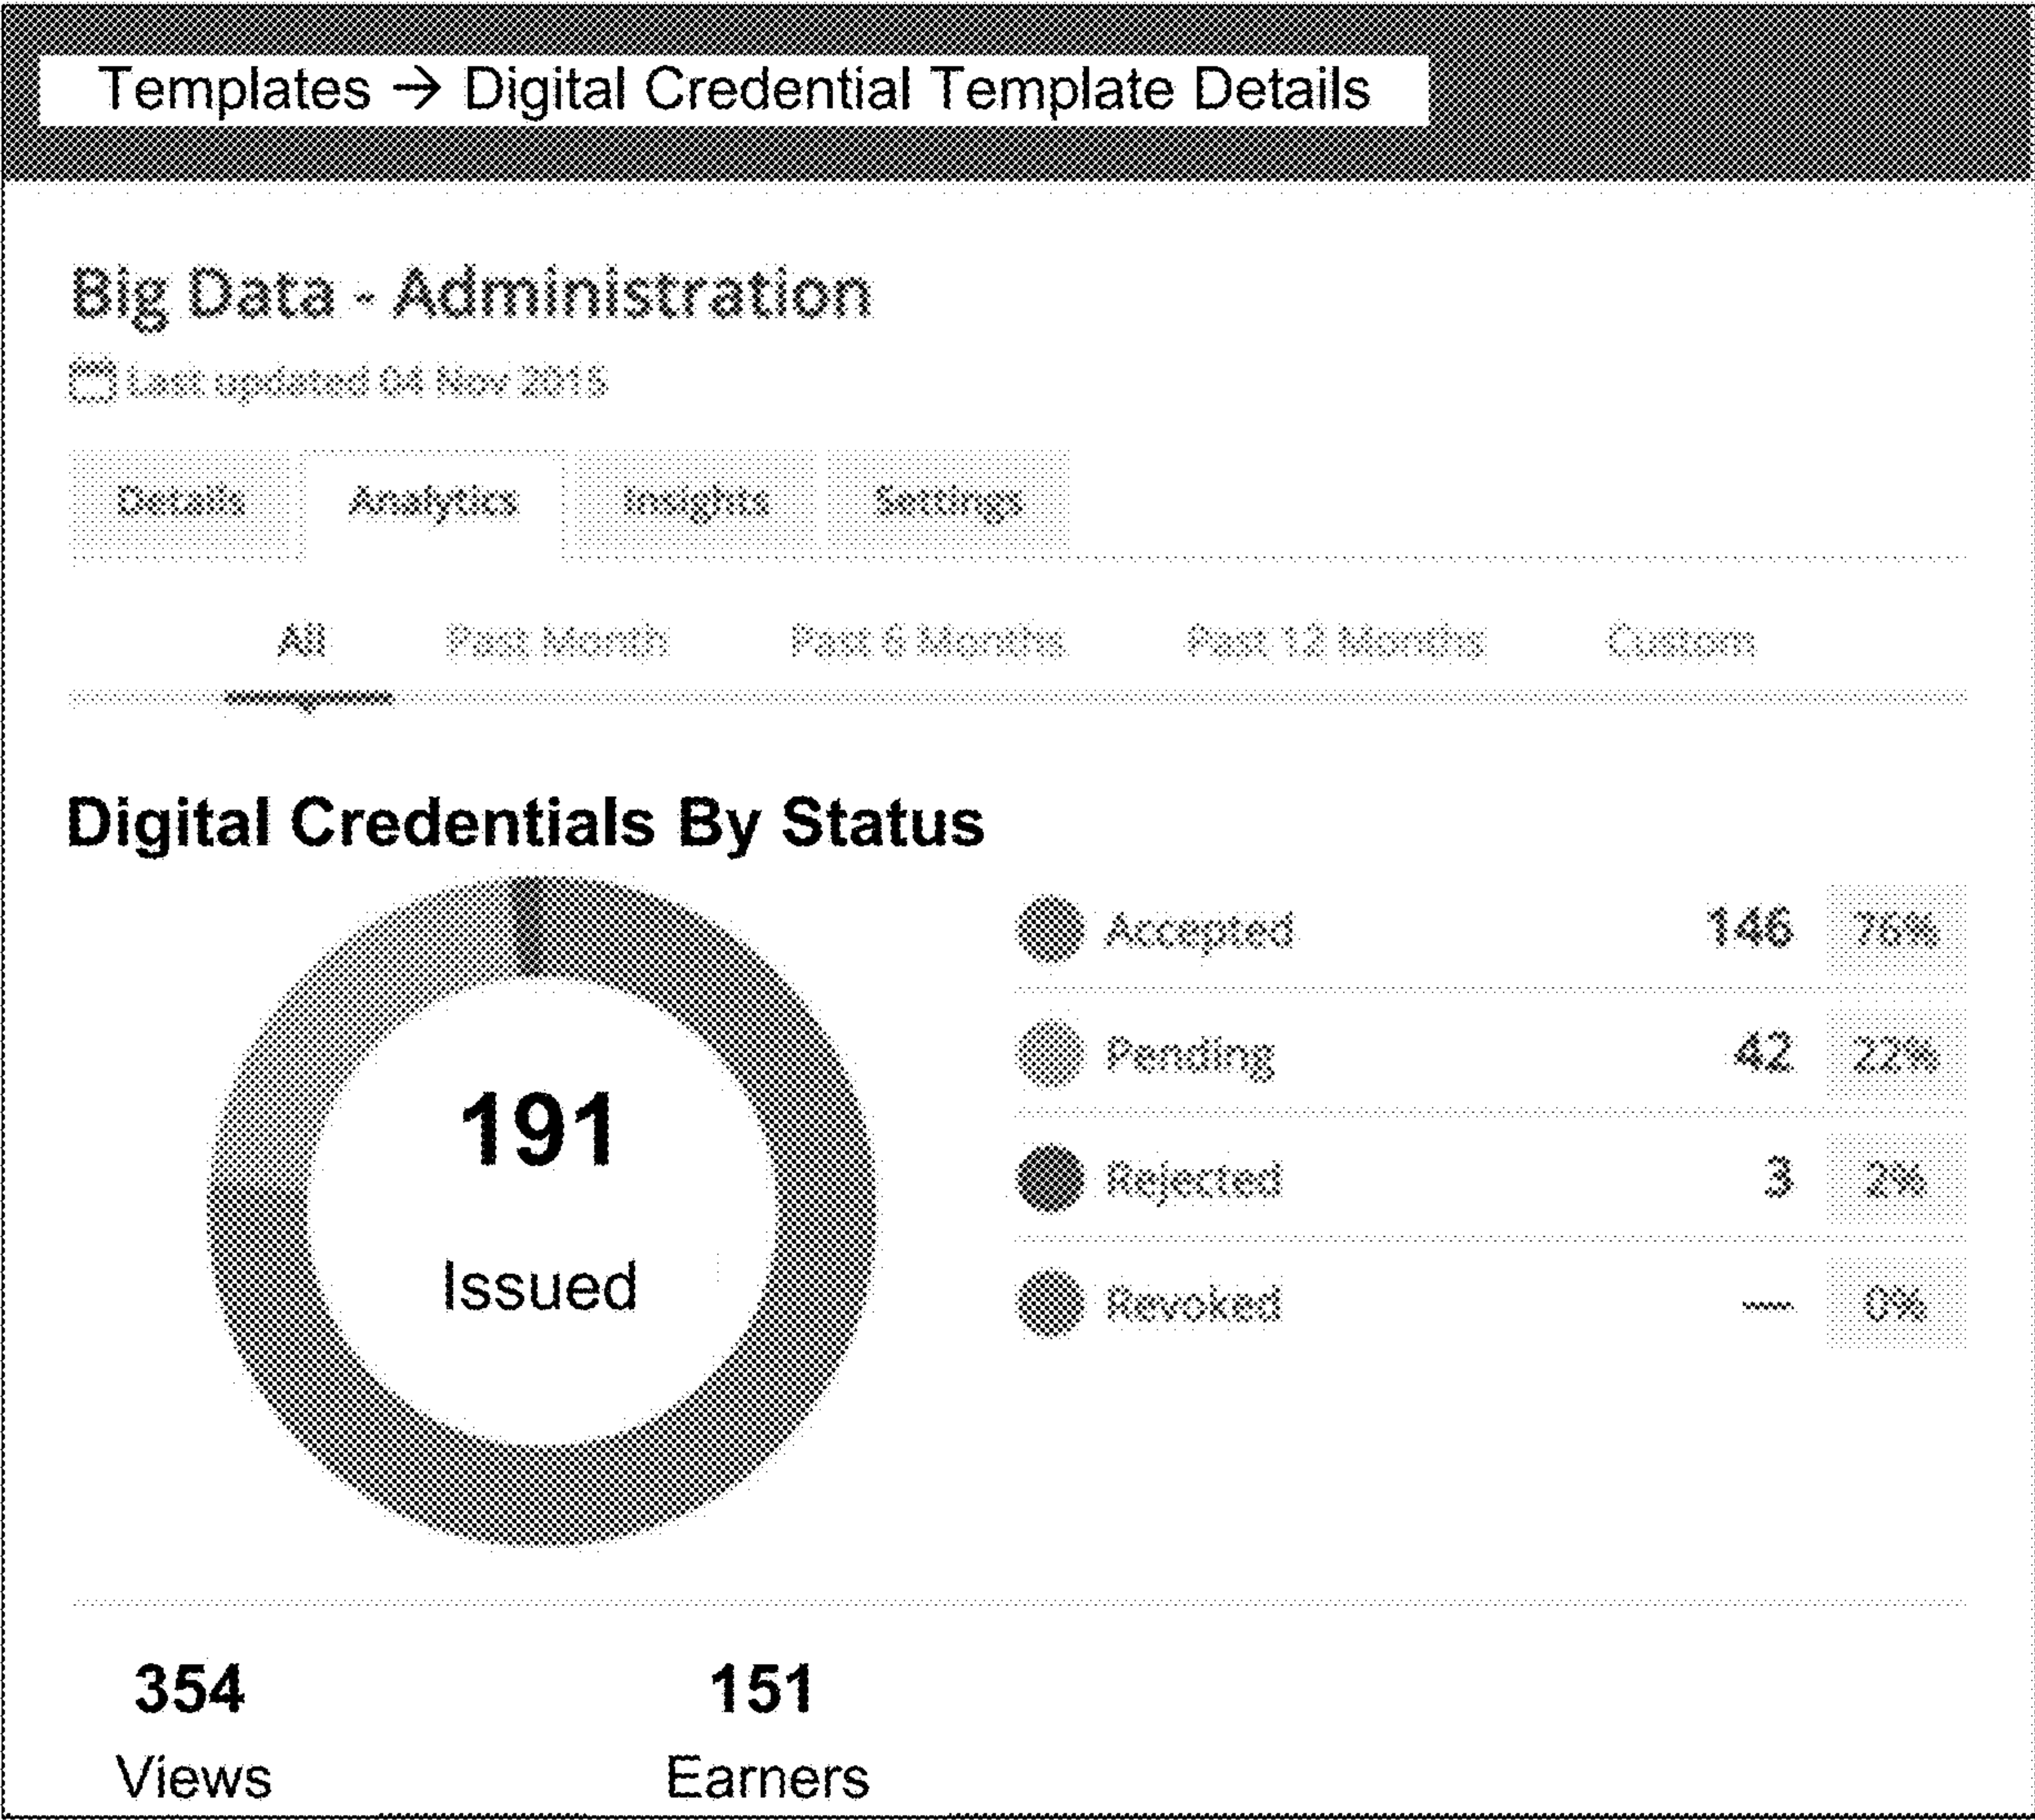 Templates → Digital Credential Template Details
Big Data - Administration
Last updated 04 Nov 2015
Details Analytics Insights Settings
All Past Month Past 6 Months Past 12 Months Custom
Digital Credentials By Status
191
Issued
Accepted 146 76%
Pending 42 22%
Rejected 3 2%
Revoked — 0%
354 151
Views Earners